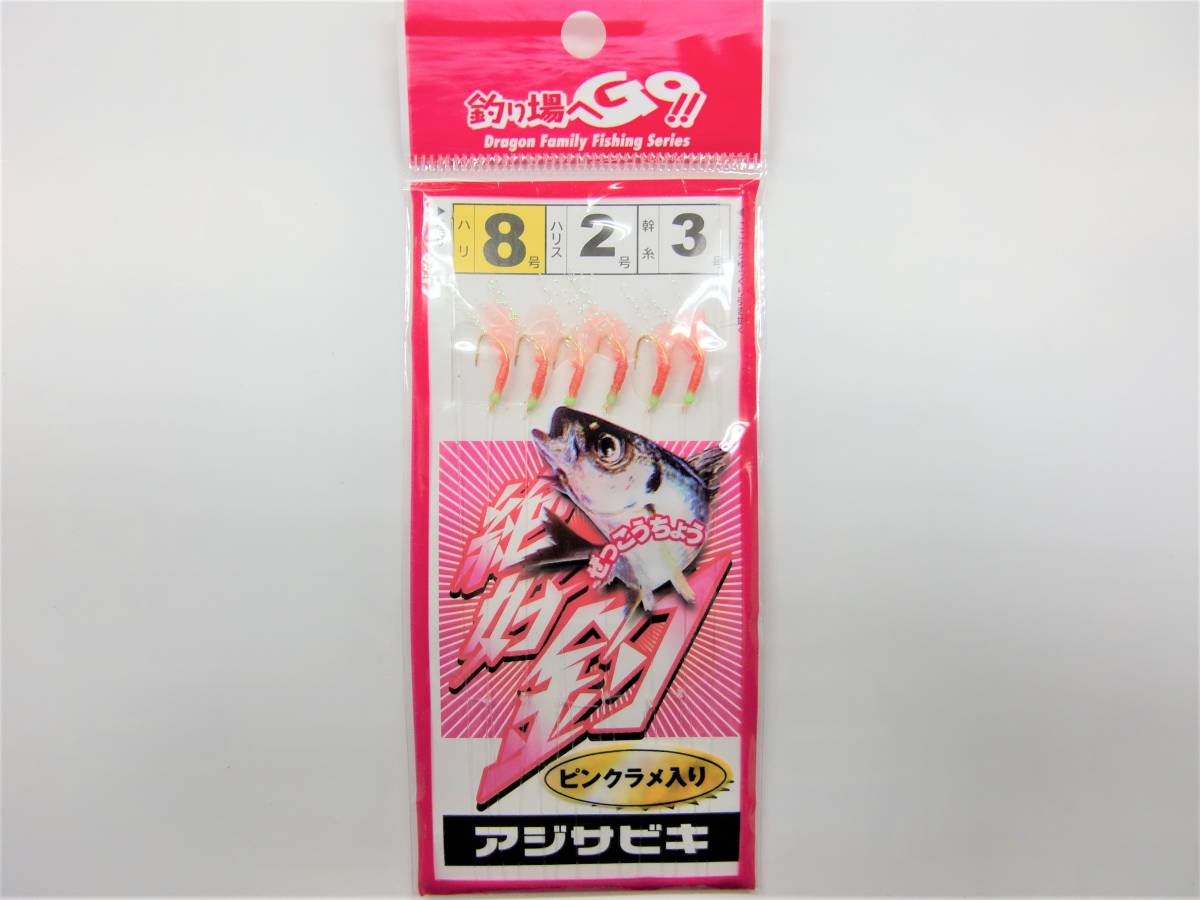 釣り場へGO!!
Dragon Family Fishing Series
ハリ 8号 ハリス 2号 幹糸 3号
ぜっこうちょう
絶好釣
ピンクラメ入り
アジサビキ